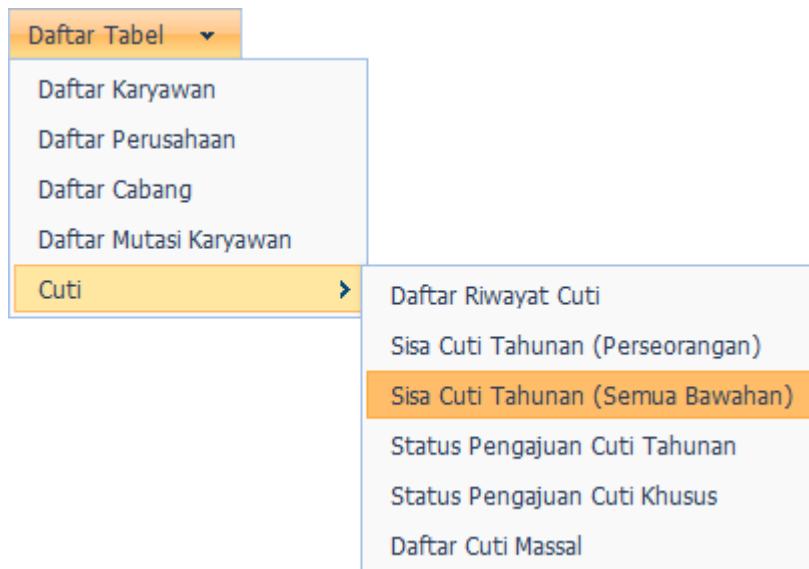 Daftar Tabel
Daftar Karyawan
Daftar Perusahaan
Daftar Cabang
Daftar Mutasi Karyawan
Cuti
Daftar Riwayat Cuti
Sisa Cuti Tahunan (Perseorangan)
Sisa Cuti Tahunan (Semua Bawahan)
Status Pengajuan Cuti Tahunan
Status Pengajuan Cuti Khusus
Daftar Cuti Massal